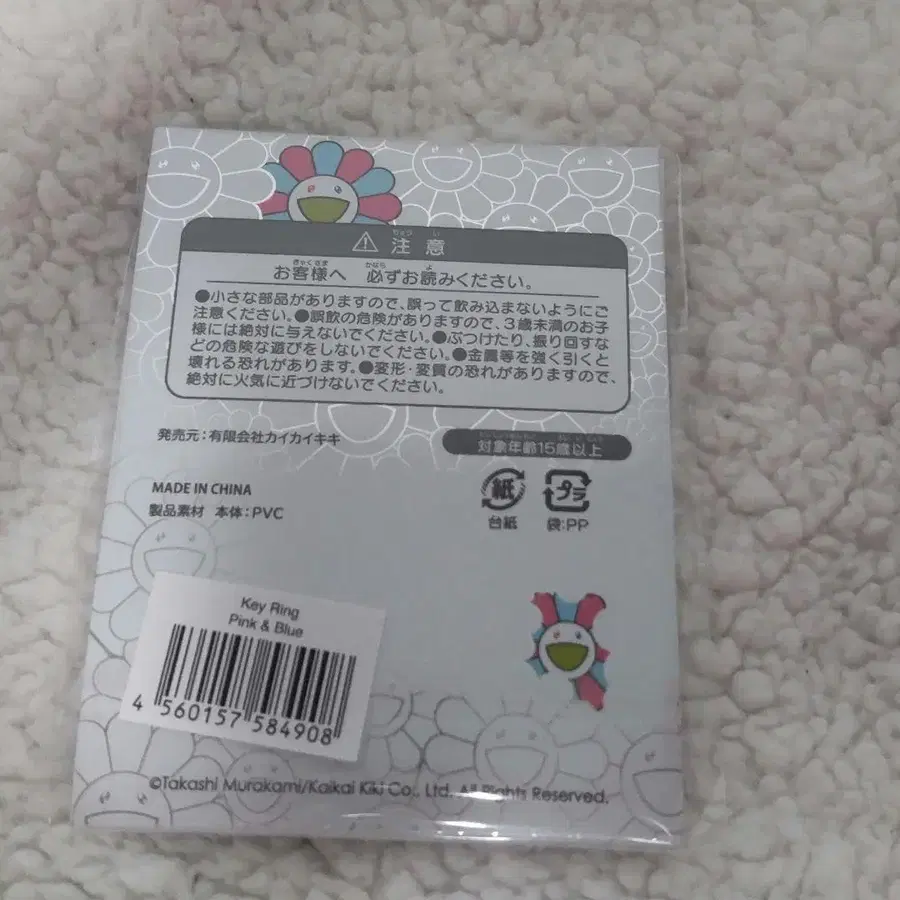 ⚠ 注意
お客様へ 必ずお読みください。
●小さな部品がありますので、誤って飲み込まないようにご
注意ください。●誤飲の危険がありますので、3歳未満のお子
様には絶対に与えないでください。●ぶつけたり、振り回すな
どの危険な遊びをしないでください。●金属等を強く引くと
壊れる恐れがあります。●変形・変質の恐れがありますので、
絶対に火気に近づけないでください。
発売元:有限会社カイカイキキ
対象年齢15歳以上
MADE IN CHINA
製品素材 本体:PVC
紙
プラ
台紙
袋:PP
Key Ring
Pink & Blue
4 560157 584908
©Takashi Murakami/Kaikai Kiki Co., Ltd. All Rights Reserved.